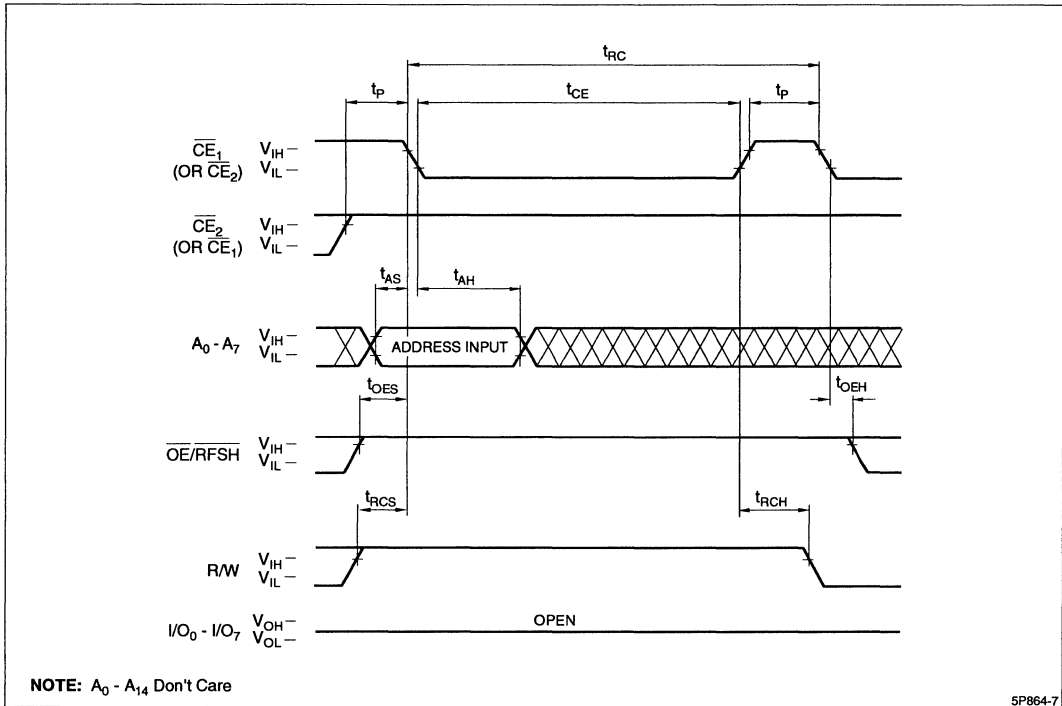 tRC
tP tCE tP
CE1 VIH
(OR CE2) VIL
CE2 VIH
(OR CE1) VIL
tAS tAH
A0 - A7 VIH
VIL
ADDRESS INPUT
tOES tOEH
OE/RFSH VIH
VIL
tRCS tRCH
R/W VIH
VIL
I/O0 - I/O7 VOH
VOL
OPEN
NOTE: A0 - A14 Don't Care
5P864-7